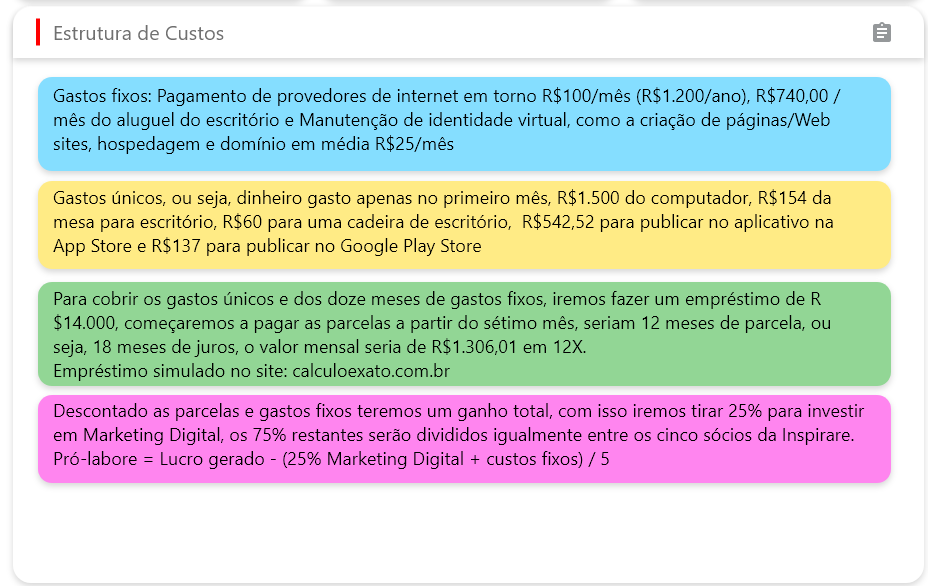 Estrutura de Custos
Gastos fixos: Pagamento de provedores de internet em torno R$100/mês (R$1.200/ano), R$740,00 /
mês do aluguel do escritório e Manutenção de identidade virtual, como a criação de páginas/Web
sites, hospedagem e domínio em média R$25/mês
Gastos únicos, ou seja, dinheiro gasto apenas no primeiro mês, R$1.500 do computador, R$154 da
mesa para escritório, R$60 para uma cadeira de escritório,  R$542,52 para publicar no aplicativo na
App Store e R$137 para publicar no Google Play Store
Para cobrir os gastos únicos e dos doze meses de gastos fixos, iremos fazer um empréstimo de R
$14.000, começaremos a pagar as parcelas a partir do sétimo mês, seriam 12 meses de parcela, ou
seja, 18 meses de juros, o valor mensal seria de R$1.306,01 em 12X.
Empréstimo simulado no site: calculoexato.com.br
Descontado as parcelas e gastos fixos teremos um ganho total, com isso iremos tirar 25% para investir
em Marketing Digital, os 75% restantes serão divididos igualmente entre os cinco sócios da Inspirare.
Pró-labore = Lucro gerado - (25% Marketing Digital + custos fixos) / 5